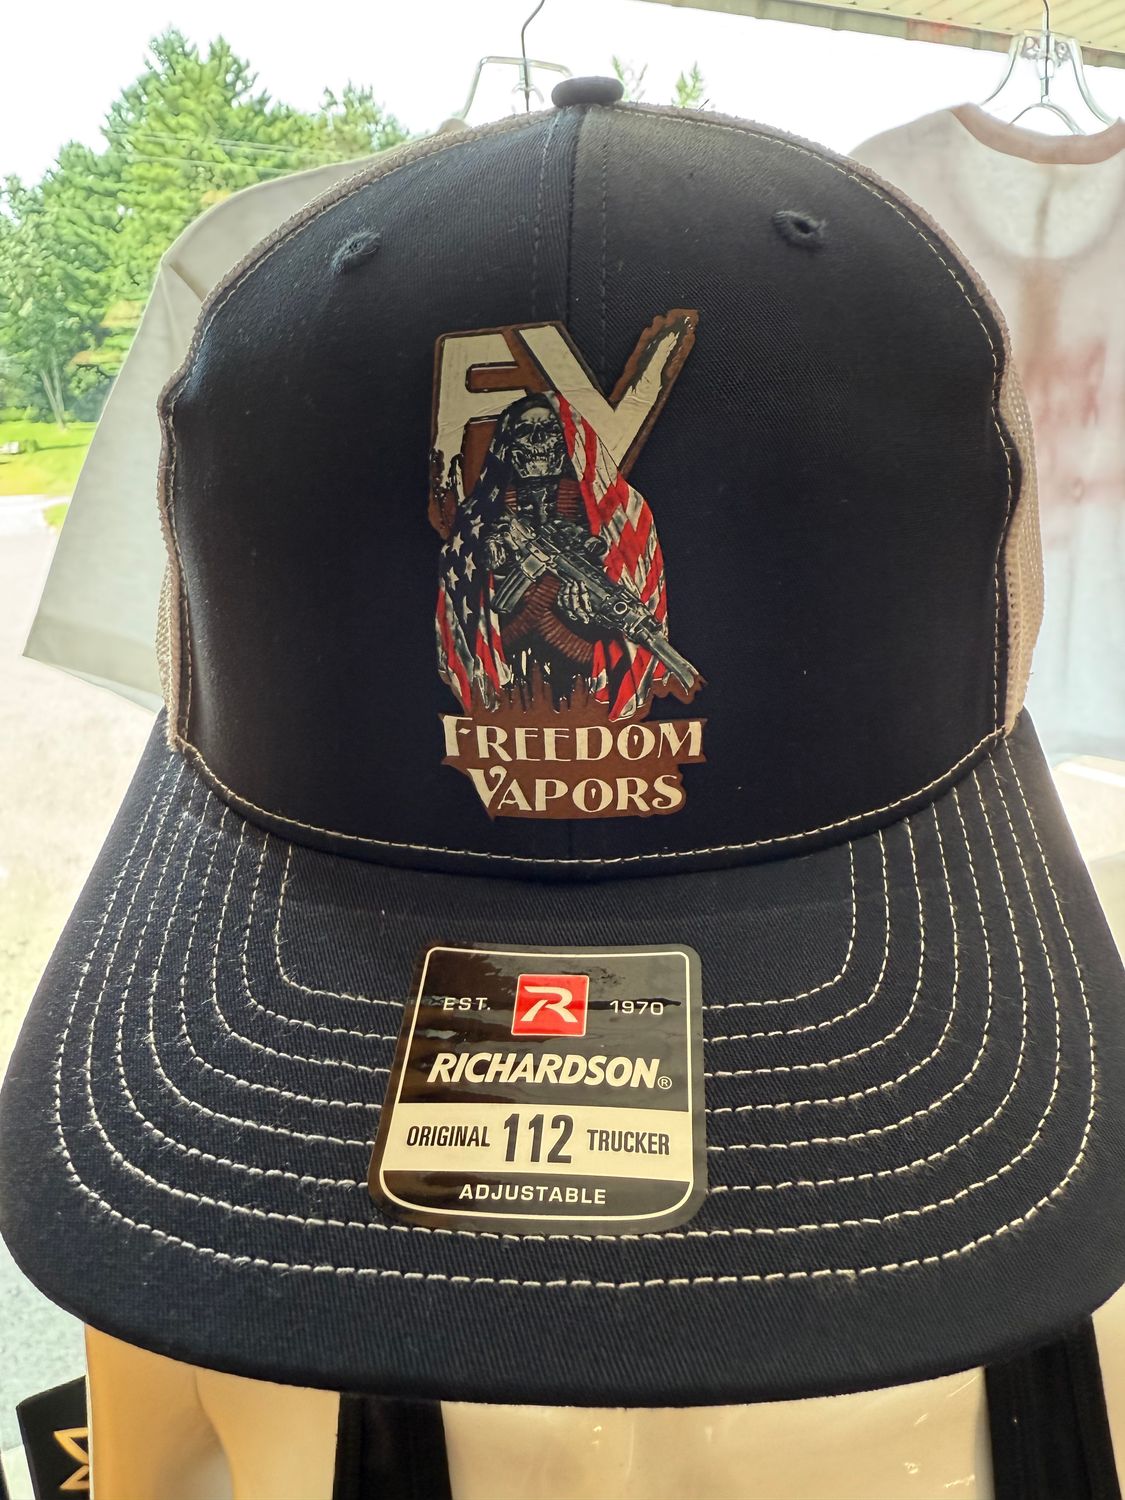 FV
FREEDOM
VAPORS
EST. R 1970
RICHARDSON®
ORIGINAL 112 TRUCKER
ADJUSTABLE